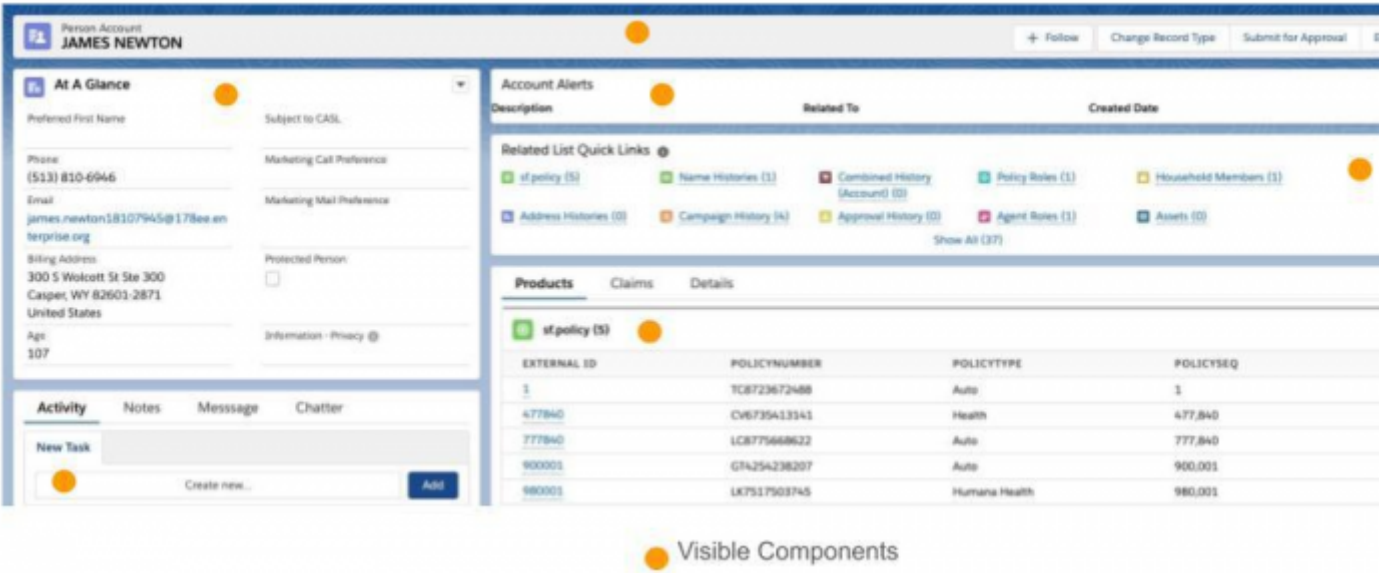 Person Account
JAMES NEWTON
+ Follow Change Record Type Submit for Approval
At A Glance
Preferred First Name Subject to CASL
Phone Marketing Call Preference
(513) 810-6946
Email Marketing Mail Preference
james.newton18107945@178ee.en
terprise.org
Billing Address Protected Person
300 S Wolcott St Ste 300
Casper, WY 82601-2871
United States
Age Information - Privacy
107
Activity Notes Messsage Chatter
New Task
Create new... Add
Account Alerts
Description Related To Created Date
Related List Quick Links
sf.policy (5) Name Histories (1) Combined History Policy Roles (1) Household Members (1)
(Account) (0)
Address Histories (0) Campaign History (4) Approval History (0) Agent Roles (1) Assets (0)
Show All (37)
Products Claims Details
sf.policy (5)
EXTERNAL ID POLICYNUMBER POLICYTYPE POLICYSEQ
1 TC8723672488 Auto 1
477840 CV6735413141 Health 477,840
777840 LC8775668622 Auto 777,840
900001 GT4254238207 Auto 900,001
980001 LK7517503745 Humana Health 980,001
Visible Components